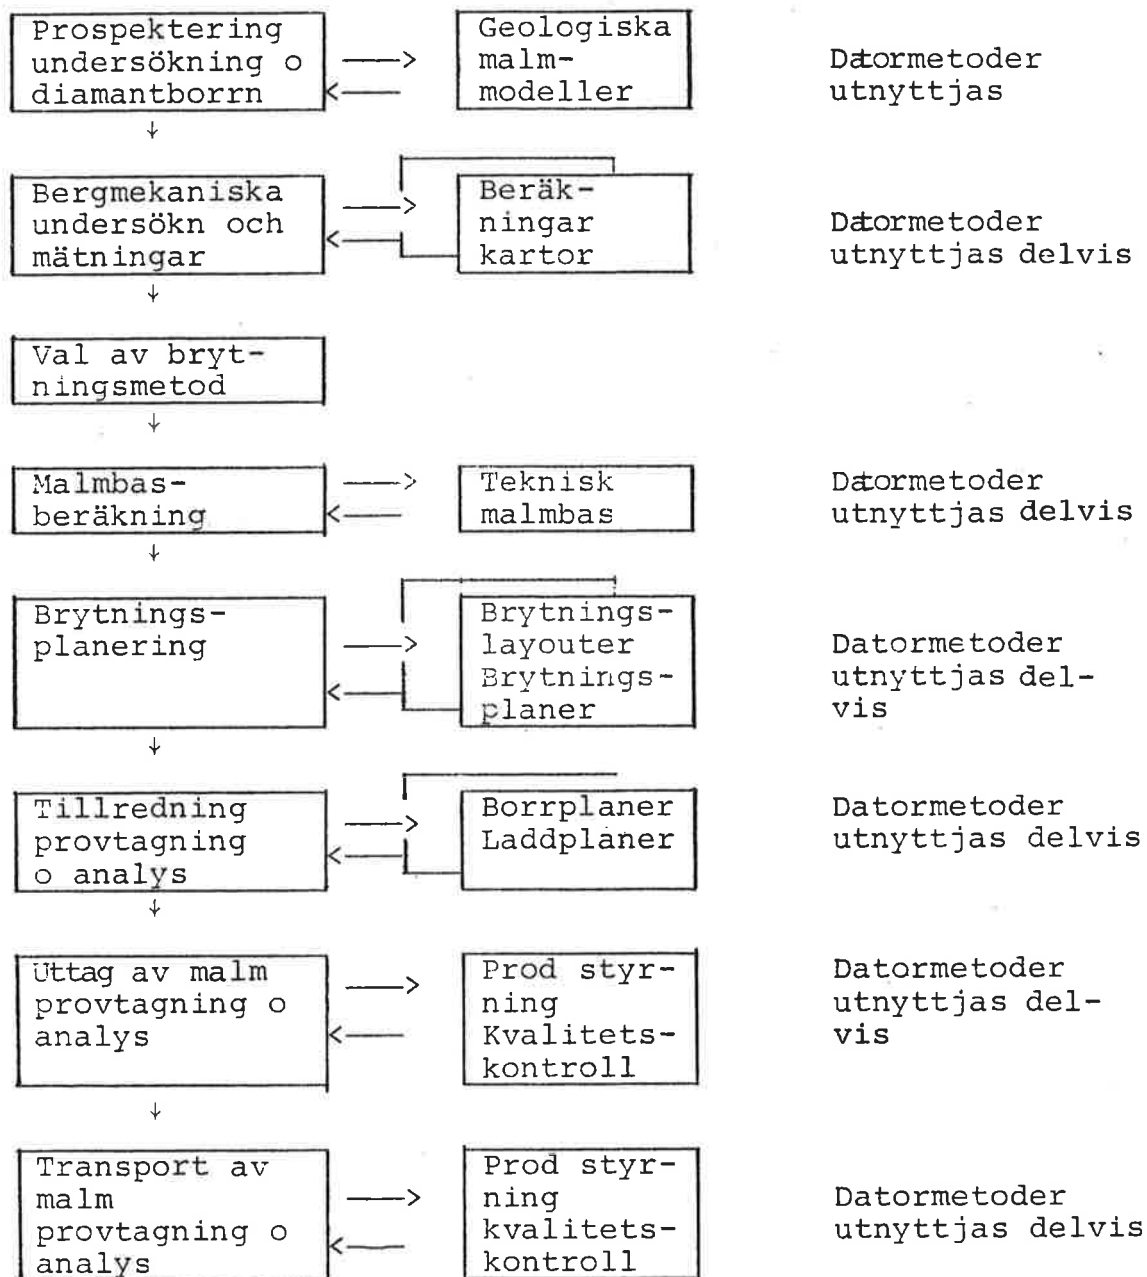 Prospektering
undersökning o
diamantborrn
Geologiska
malm-
modeller
Datormetoder
utnyttjas
Bergmekaniska
undersökn och
mätningar
Beräk-
ningar
kartor
Datormetoder
utnyttjas delvis
Val av bryt-
ningsmetod
Malmbas-
beräkning
Teknisk
malmbas
Datormetoder
utnyttjas delvis
Brytnings-
planering
Brytnings-
layouter
Brytnings-
planer
Datormetoder
utnyttjas del-
vis
Tillredning
provtagning
o analys
Borrplaner
Laddplaner
Datormetoder
utnyttjas delvis
Uttag av malm
provtagning o
analys
Prod styr-
ning
Kvalitets-
kontroll
Datormetoder
utnyttjas del-
vis
Transport av
malm
provtagning o
analys
Prod styr-
ning
kvalitets-
kontroll
Datormetoder
utnyttjas delvis